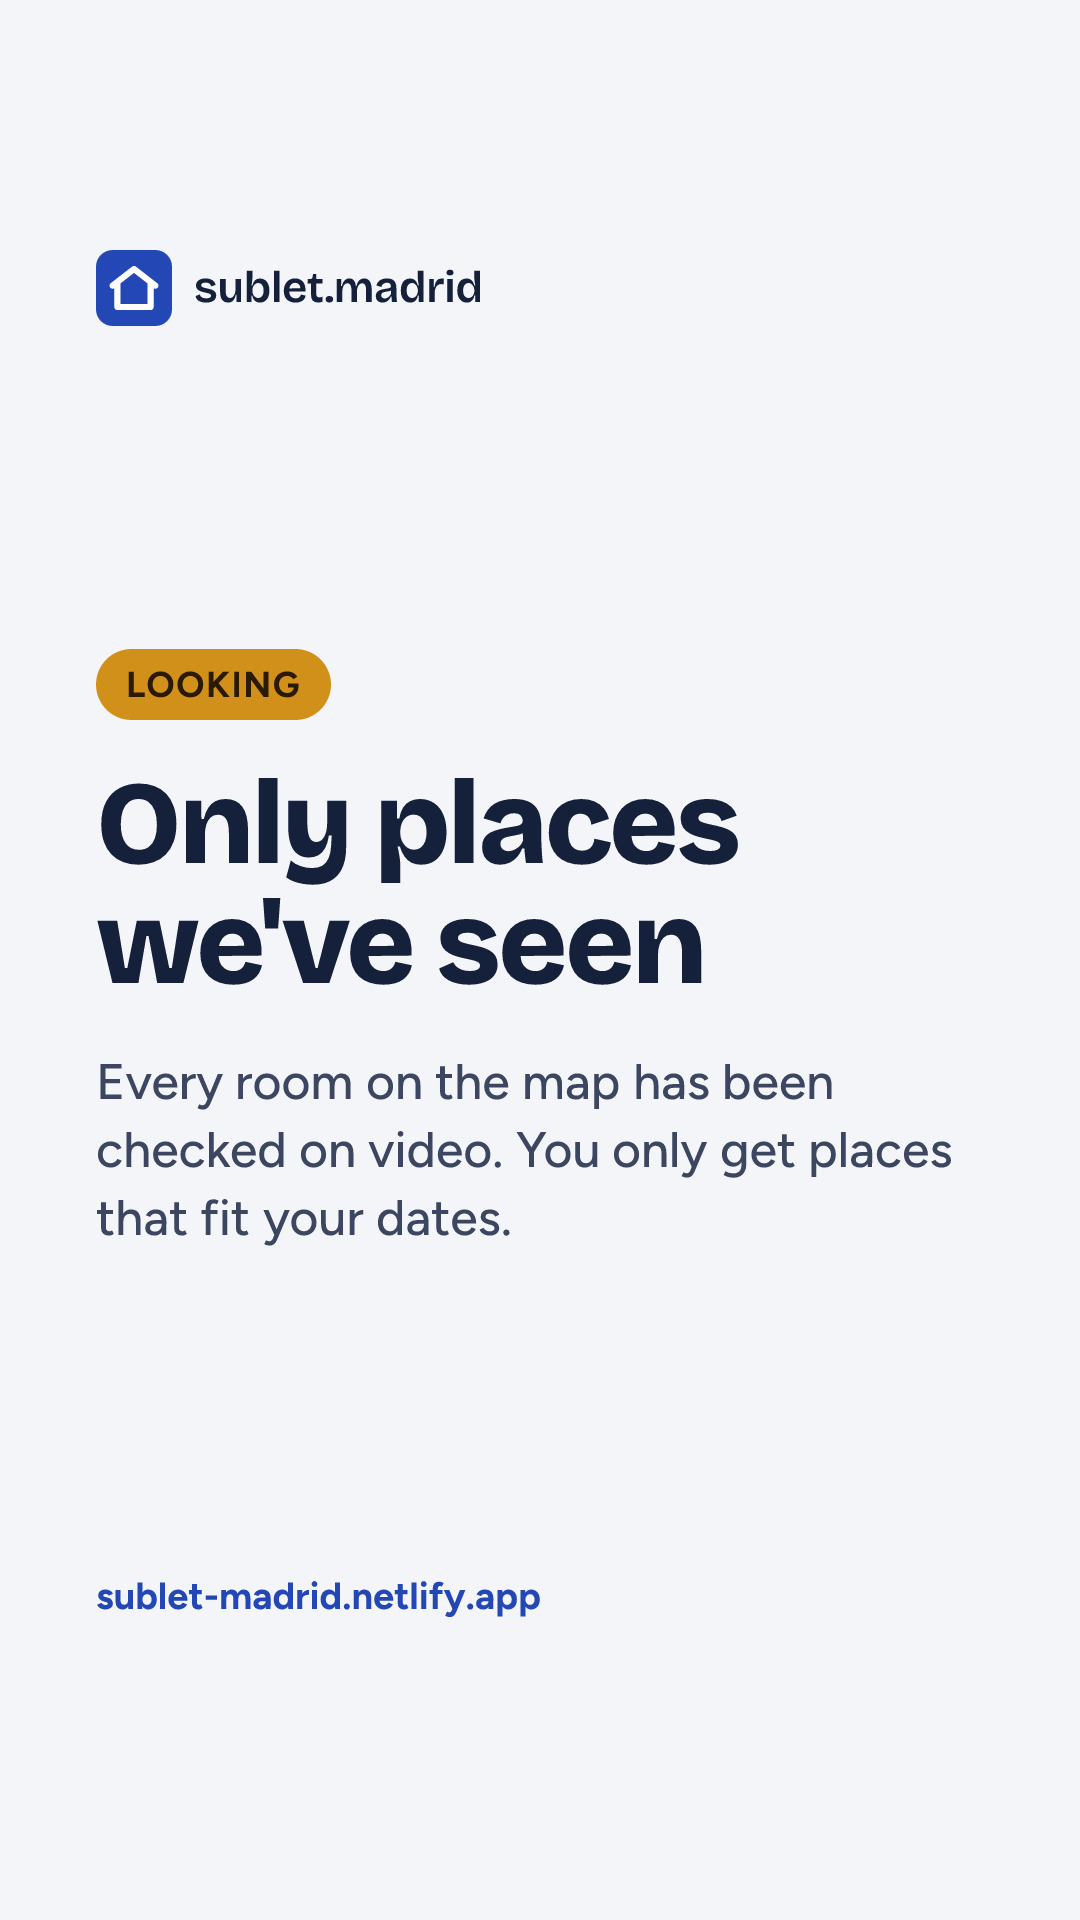 sublet.madrid
LOOKING
Only places
we've seen
Every room on the map has been
checked on video. You only get places
that fit your dates.
sublet-madrid.netlify.app